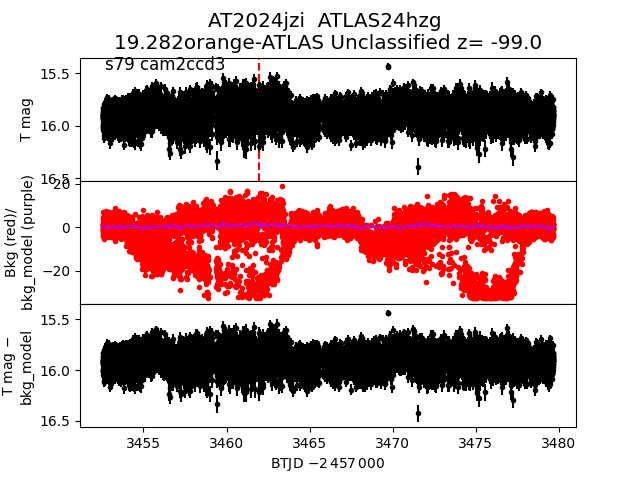 AT2024jzi ATLAS24hzg
19.282orange-ATLAS Unclassified z= -99.0
s79 cam2ccd3
T mag
15.5
16.0
16.5
Bkg (red)/
bkg_model (purple)
20
0
−20
T mag −
bkg_model
15.5
16.0
16.5
3455 3460 3465 3470 3475 3480
BTJD −2 457 000